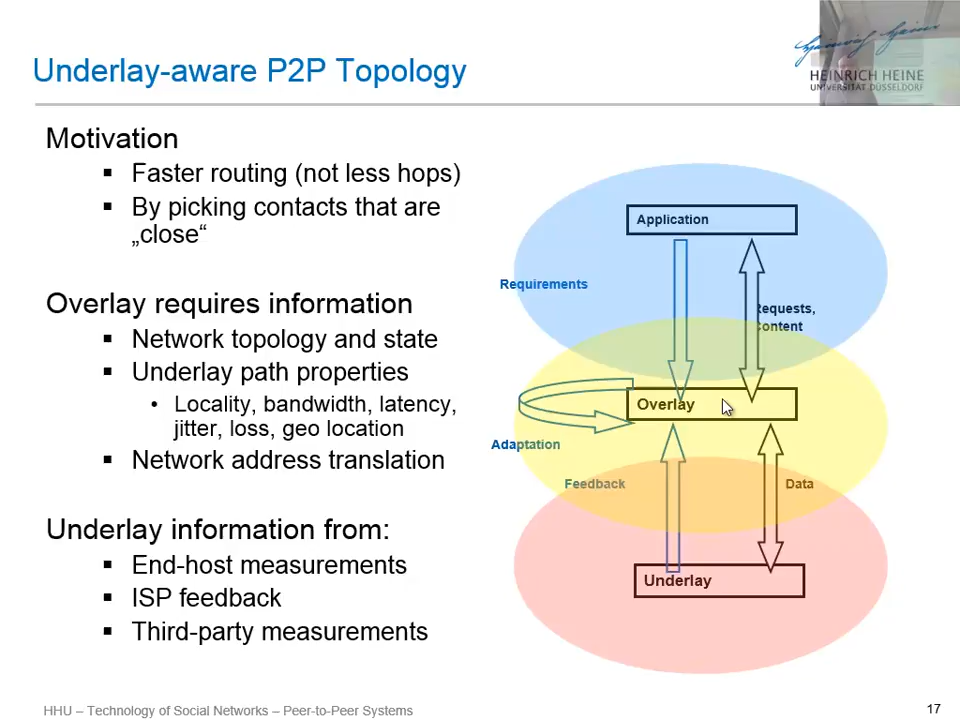 Underlay-aware P2P Topology
HEINRICH HEINE
UNIVERSITÄT DÜSSELDORF
Motivation
▪ Faster routing (not less hops)
▪ By picking contacts that are
„close“
Overlay requires information
▪ Network topology and state
▪ Underlay path properties
• Locality, bandwidth, latency,
jitter, loss, geo location
▪ Network address translation
Underlay information from:
▪ End-host measurements
▪ ISP feedback
▪ Third-party measurements
Application
Requirements
Requests,
Content
Overlay
Adaptation
Feedback
Data
Underlay
HHU – Technology of Social Networks – Peer-to-Peer Systems
17